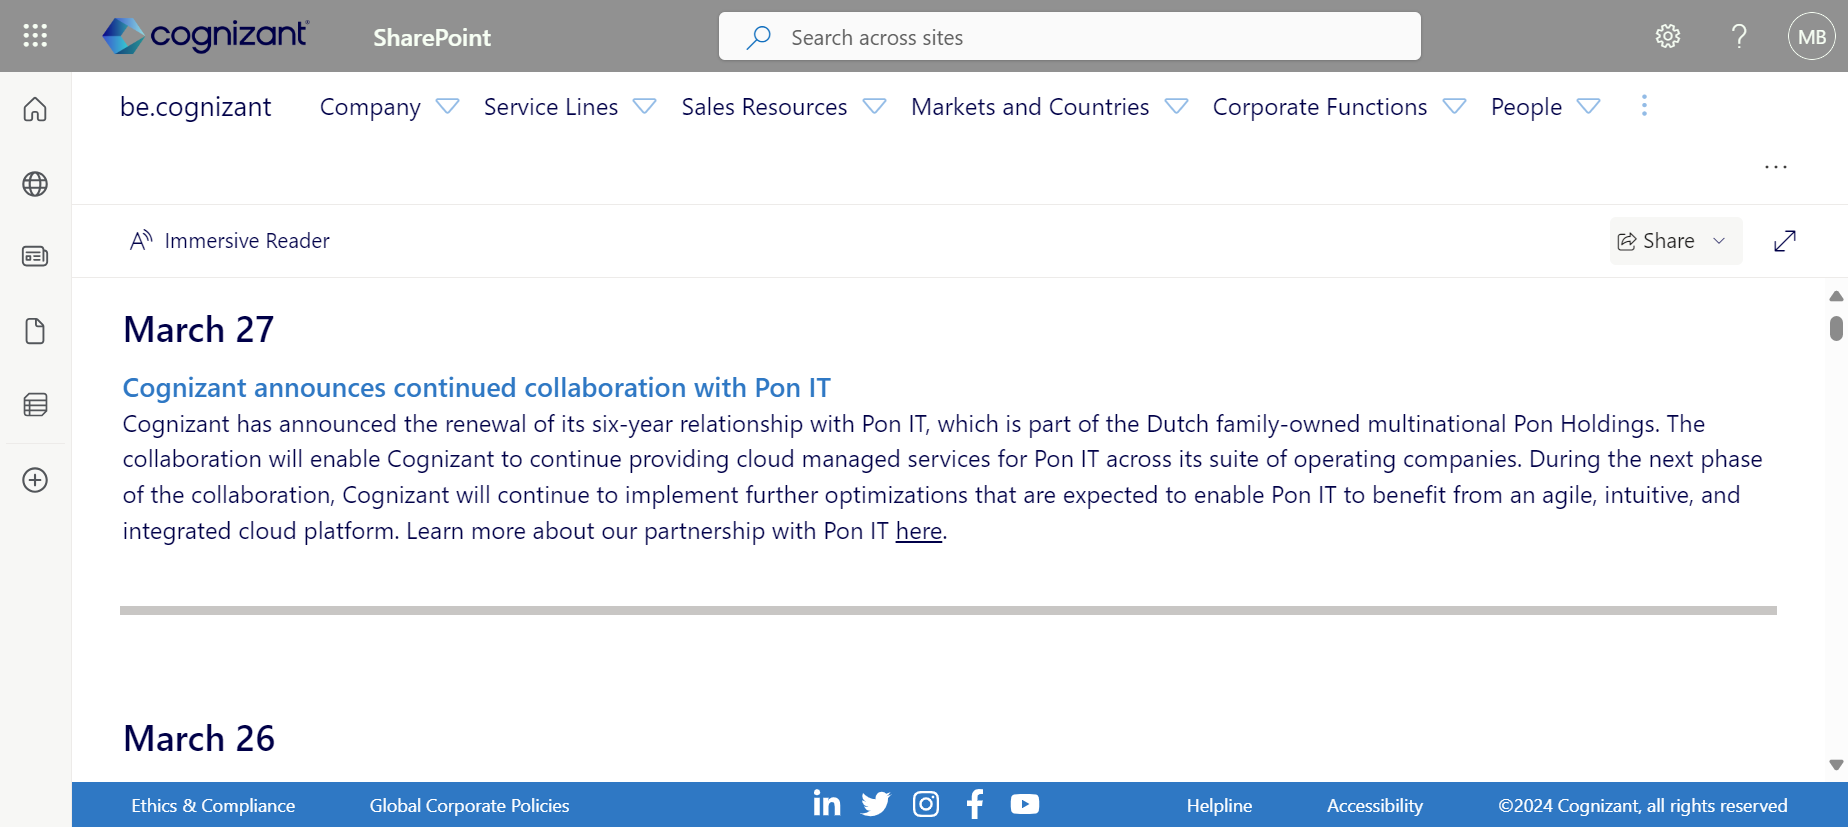 cognizant
SharePoint
Search across sites
?
MB
be.cognizant
Company
Service Lines
Sales Resources
Markets and Countries
Corporate Functions
People
...
Immersive Reader
Share
March 27
Cognizant announces continued collaboration with Pon IT
Cognizant has announced the renewal of its six-year relationship with Pon IT, which is part of the Dutch family-owned multinational Pon Holdings. The
collaboration will enable Cognizant to continue providing cloud managed services for Pon IT across its suite of operating companies. During the next phase
of the collaboration, Cognizant will continue to implement further optimizations that are expected to enable Pon IT to benefit from an agile, intuitive, and
integrated cloud platform. Learn more about our partnership with Pon IT here.
March 26
Ethics & Compliance
Global Corporate Policies
Helpline
Accessibility
©2024 Cognizant, all rights reserved